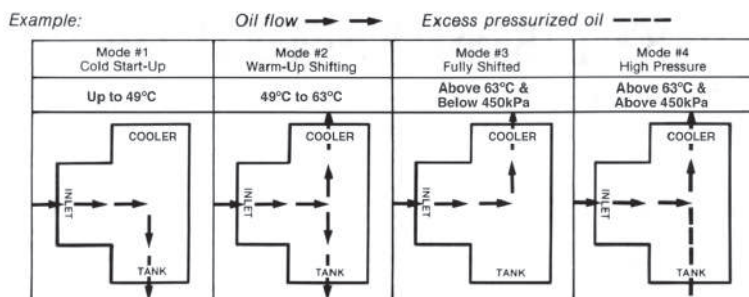 Example:
Oil flow
Excess pressurized oil
Mode #1
Cold Start-Up
Mode #2
Warm-Up Shifting
Mode #3
Fully Shifted
Mode #4
High Pressure
Up to 49°C
49°C to 63°C
Above 63°C &
Below 450kPa
Above 63°C &
Above 450kPa
COOLER
INLET
TANK
COOLER
INLET
TANK
COOLER
INLET
TANK
COOLER
INLET
TANK